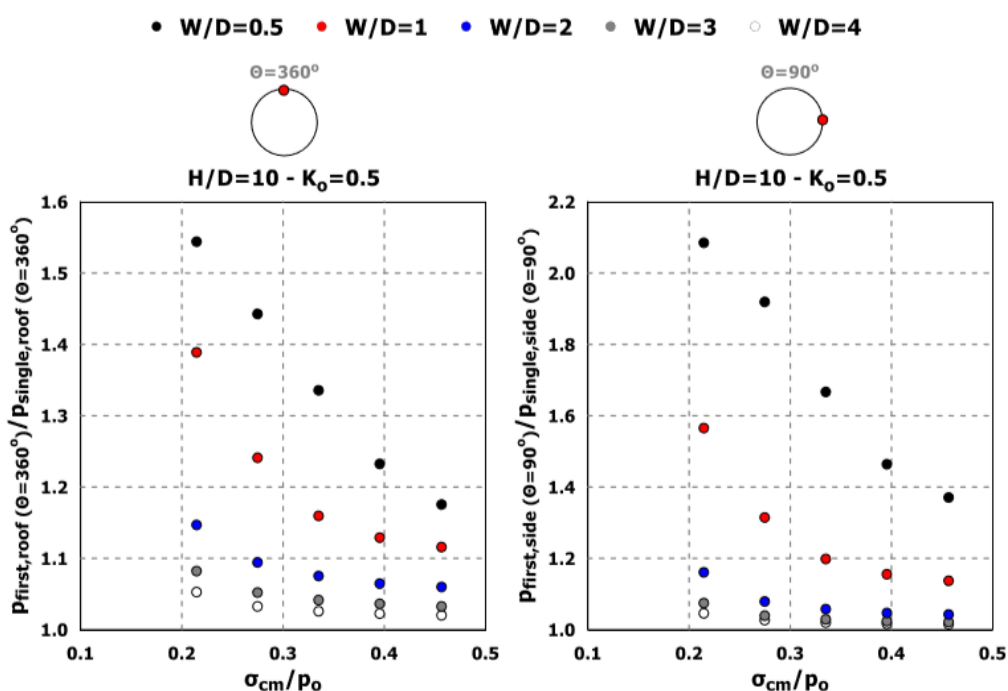 W/D=0.5 W/D=1 W/D=2 W/D=3 W/D=4
Θ=360°
H/D=10 - Ko=0.5
pfirst,roof (Θ=360°)/psingle,roof (Θ=360°)
1.6
1.5
1.4
1.3
1.2
1.1
1.0
0.1 0.2 0.3 0.4 0.5
σcm/po
Θ=90°
H/D=10 - Ko=0.5
pfirst,side (Θ=90°)/psingle,side (Θ=90°)
2.2
2.0
1.8
1.6
1.4
1.2
1.0
0.1 0.2 0.3 0.4 0.5
σcm/po